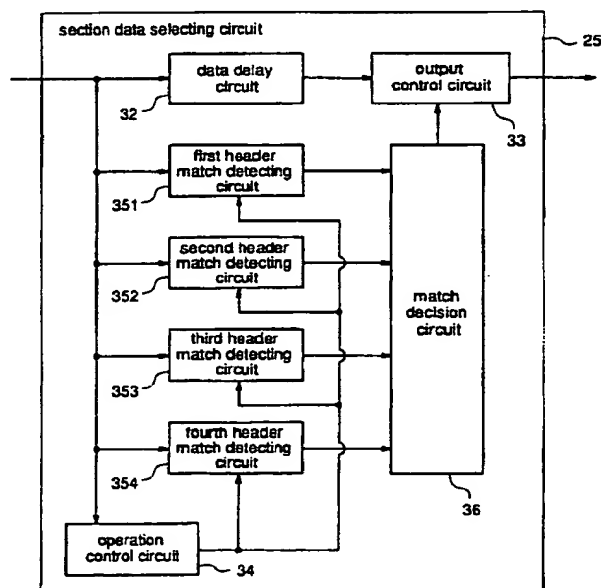 section data selecting circuit
25
data delay
circuit
32
output
control circuit
33
first header
match detecting
circuit
351
second header
match detecting
circuit
352
third header
match detecting
circuit
353
fourth header
match detecting
circuit
354
match
decision
circuit
36
operation
control circuit
34